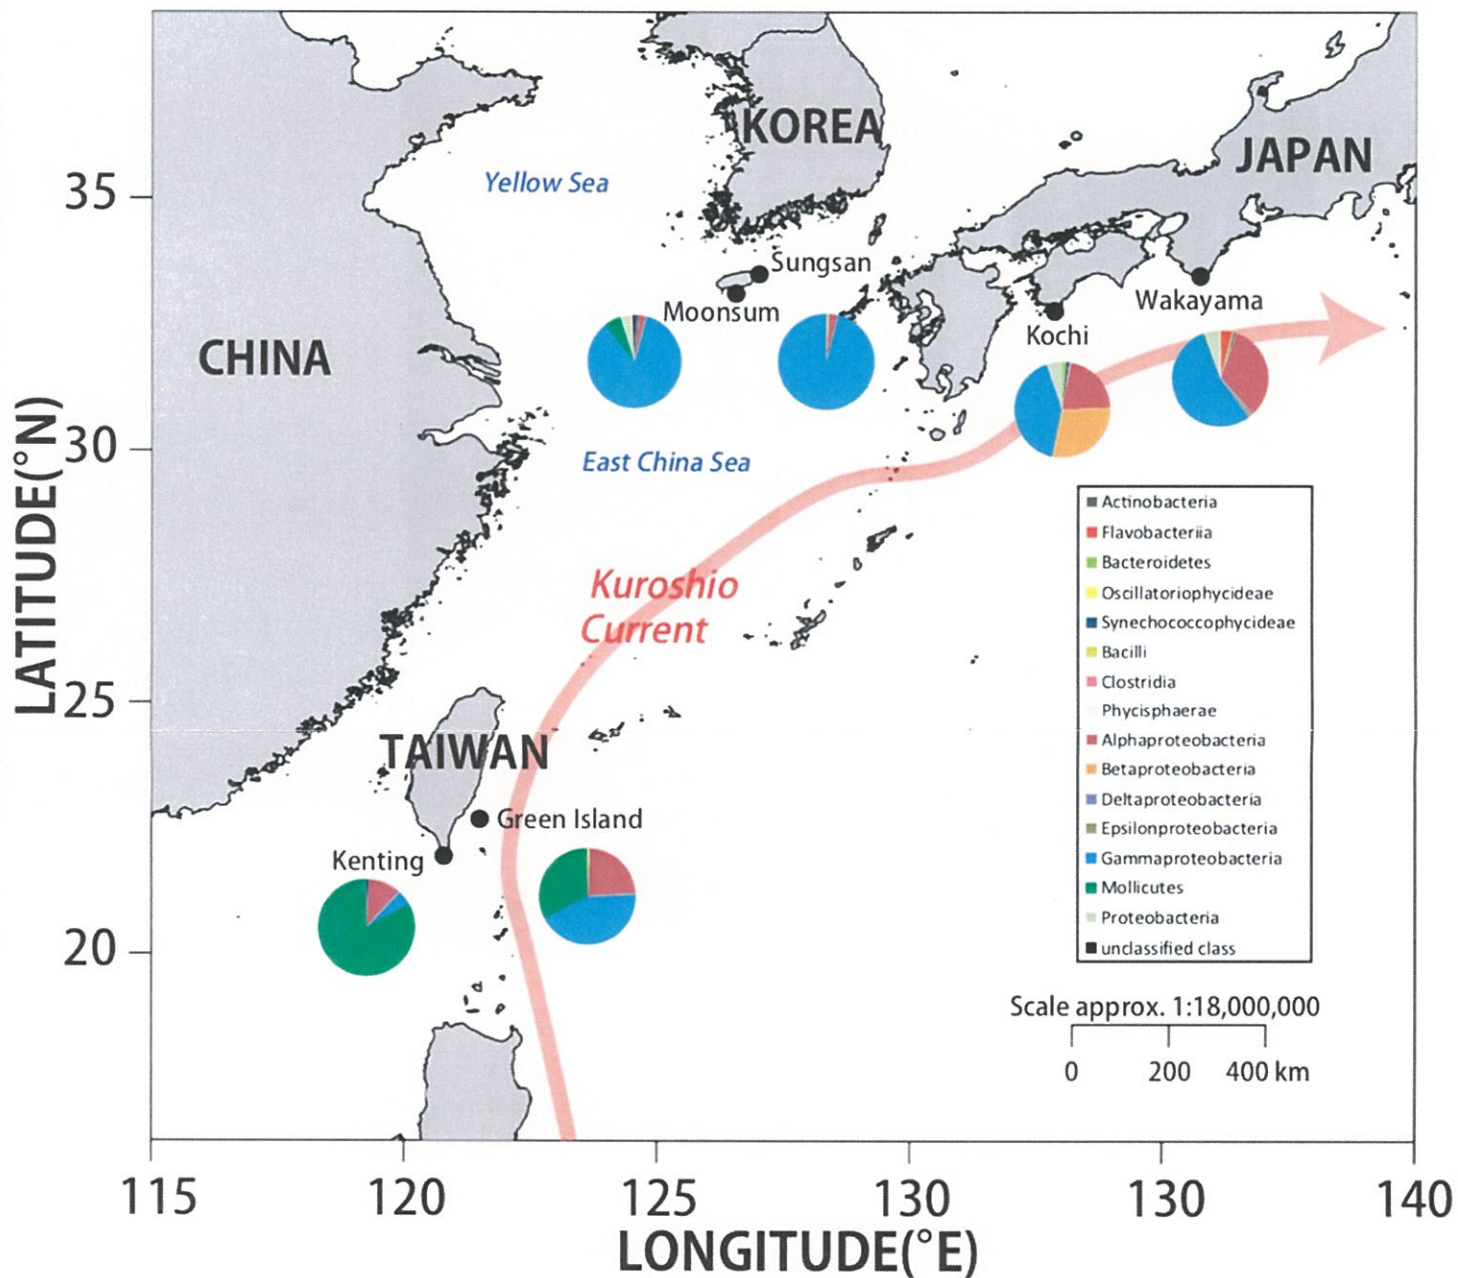 KOREA
JAPAN
35
Yellow Sea
Sungsan
Moonsum
Wakayama
Kochi
CHINA
30
East China Sea
LATITUDE(°N)
Actinobacteria
Flavobacteriia
Bacteroidetes
Oscillatoriophycideae
Synechococcophycideae
Bacilli
Clostridia
Phycisphaerae
Alphaproteobacteria
Betaproteobacteria
Deltaproteobacteria
Epsilonproteobacteria
Gammaproteobacteria
Mollicutes
Proteobacteria
unclassified class
Kuroshio
Current
25
TAIWAN
Green Island
Kenting
20
Scale approx. 1:18,000,000
0 200 400 km
115 120 125 130 130 140
LONGITUDE(°E)